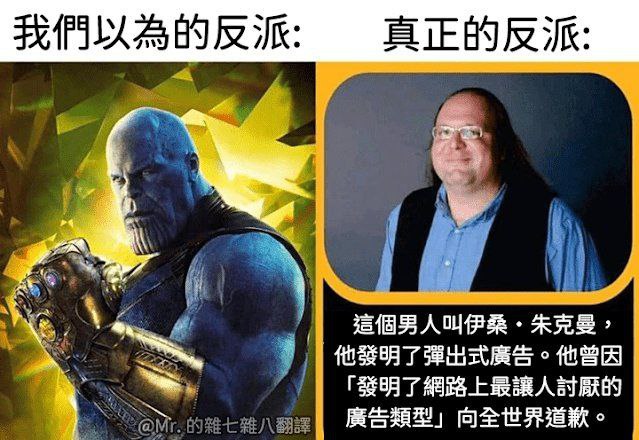 我們以為的反派:
真正的反派:
這個男人叫伊桑·朱克曼，
他發明了彈出式廣告。他曾因
「發明了網路上最讓人討厭的
廣告類型」向全世界道歉。
@Mr. 的雜七雜八翻譯